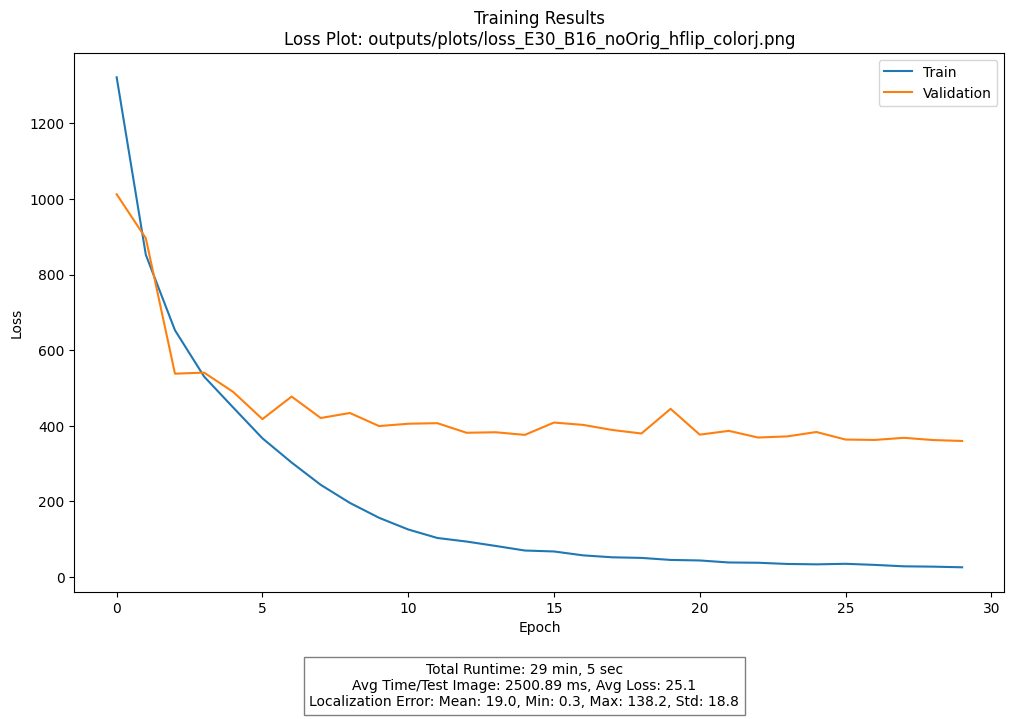 Training Results
Loss Plot: outputs/plots/loss_E30_B16_noOrig_hflip_colorj.png
Train
Validation
1200
1000
800
600
400
200
0
Loss
0 5 10 15 20 25 30
Epoch
Total Runtime: 29 min, 5 sec
Avg Time/Test Image: 2500.89 ms, Avg Loss: 25.1
Localization Error: Mean: 19.0, Min: 0.3, Max: 138.2, Std: 18.8